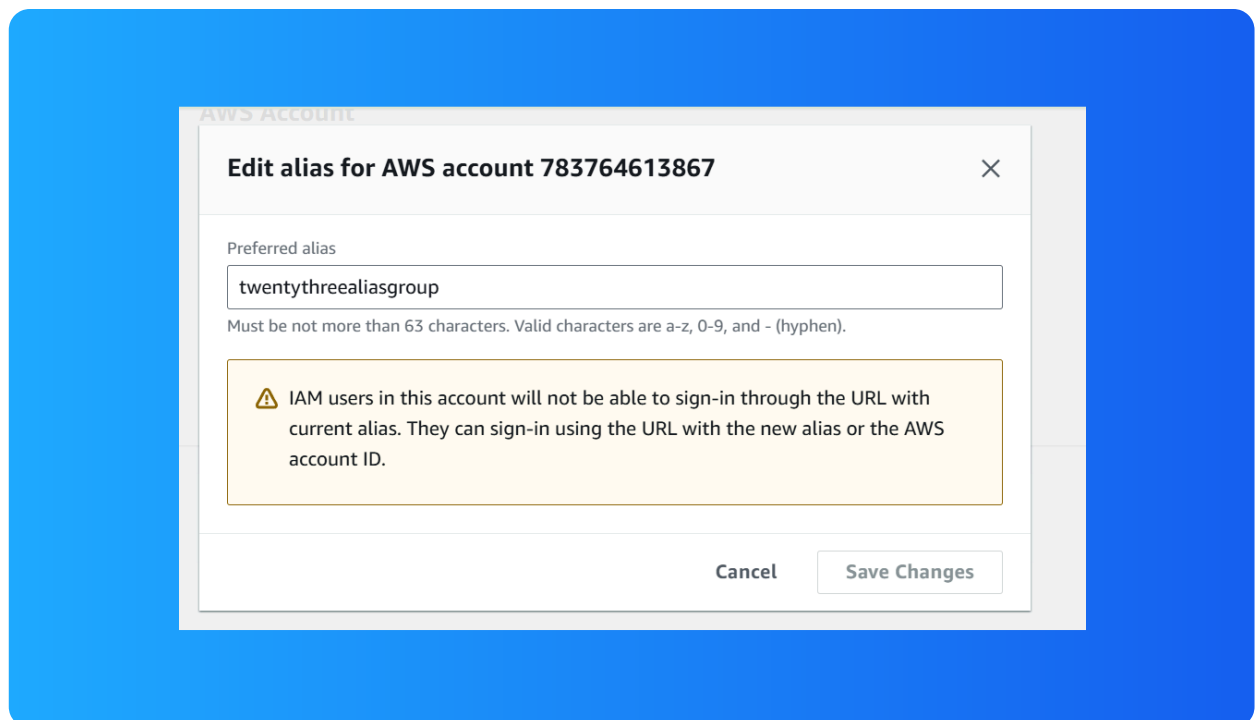 AWS Account
Edit alias for AWS account 783764613867
Preferred alias
twentythreealiasgroup
Must be not more than 63 characters. Valid characters are a-z, 0-9, and - (hyphen).
IAM users in this account will not be able to sign-in through the URL with
current alias. They can sign-in using the URL with the new alias or the AWS
account ID.
Cancel
Save Changes